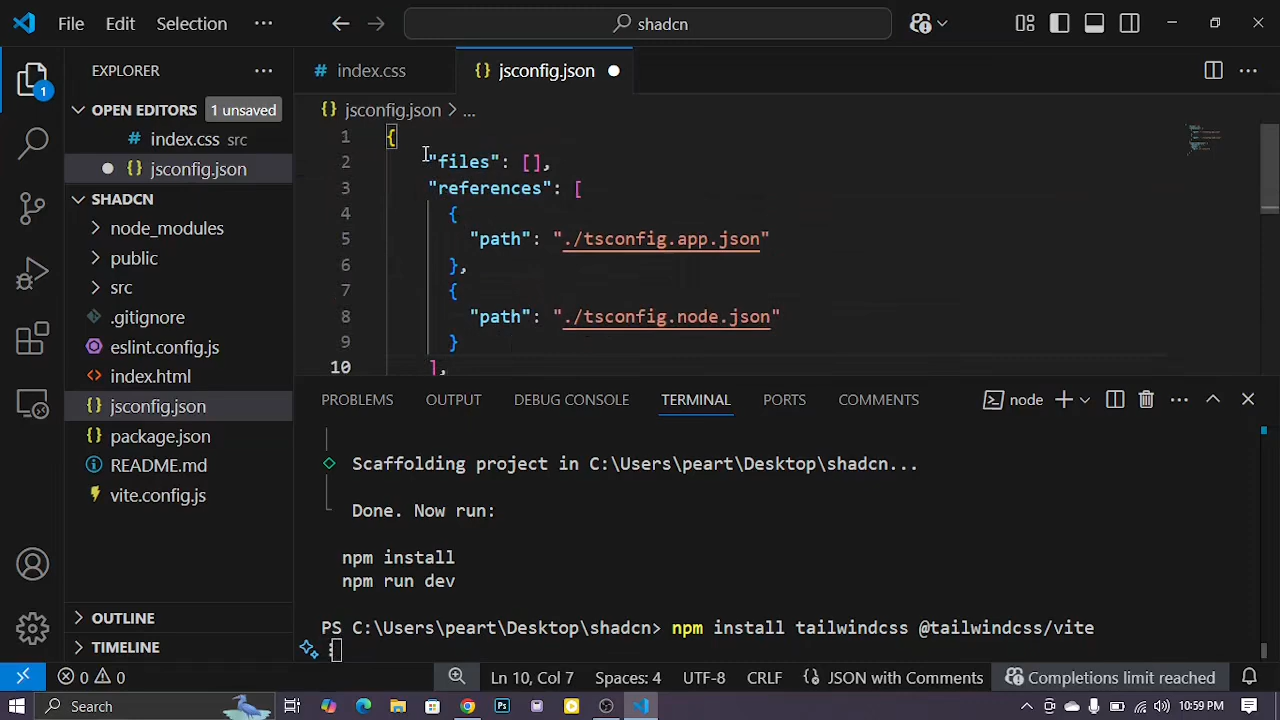 File Edit Selection ··· shadcn
EXPLORER ···
OPEN EDITORS 1 unsaved
# index.css src
{} jsconfig.json
SHADCN
node_modules
public
src
.gitignore
eslint.config.js
index.html
{} jsconfig.json
{} package.json
README.md
vite.config.js
OUTLINE
TIMELINE
1
# index.css {} jsconfig.json
{} jsconfig.json > ...
1 {
2 "files": [],
3 "references": [
4 {
5 "path": "./tsconfig.app.json"
6 },
7 {
8 "path": "./tsconfig.node.json"
9 }
10 ],
PROBLEMS OUTPUT DEBUG CONSOLE TERMINAL PORTS COMMENTS node
Scaffolding project in C:\Users\peart\Desktop\shadcn...
Done. Now run:
npm install
npm run dev
PS C:\Users\peart\Desktop\shadcn> npm install tailwindcss @tailwindcss/vite
0 0 Ln 10, Col 7 Spaces: 4 UTF-8 CRLF {} JSON with Comments Completions limit reached
Search Ps 10:59 PM